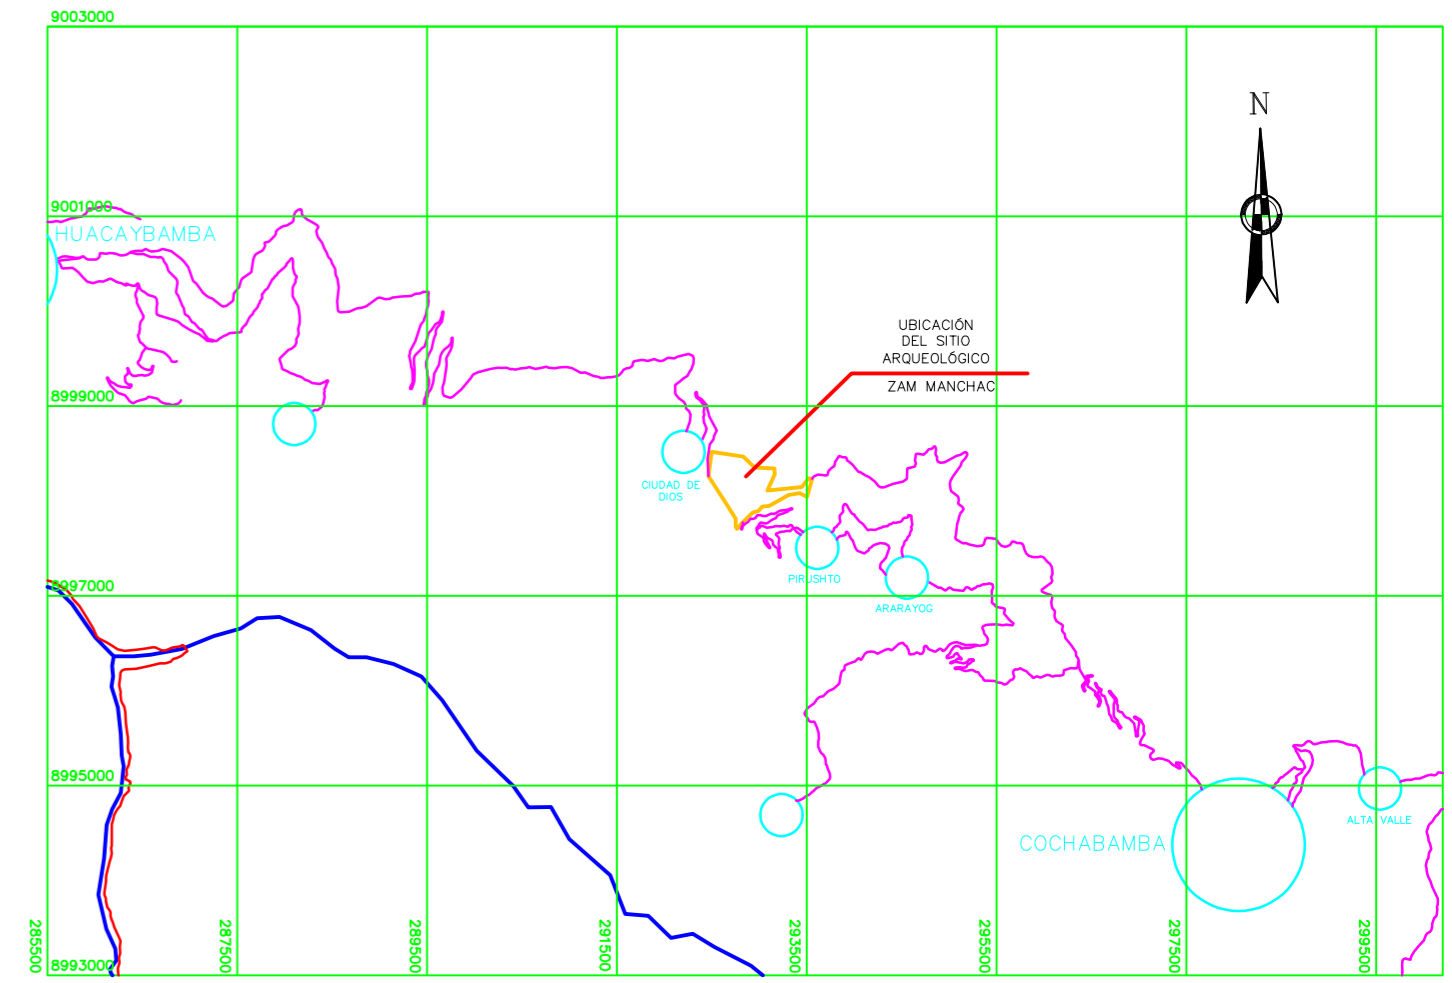 9003000
N
9001000
HUACAYBAMBA
UBICACIÓN
DEL SITIO
ARQUEOLÓGICO
ZAM MANCHAC
8999000
CIUDAD DE
DIOS
PIRUSHTO
8997000
ARARAYOG
8995000
ALTA VALLE
COCHABAMBA
285500
287500
289500
291500
293500
295500
297500
299500
8993000